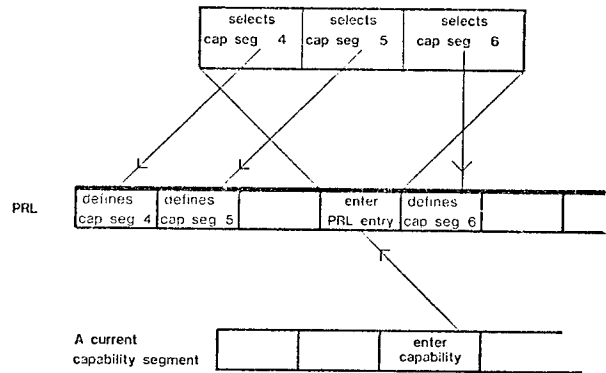 selects selects selects
cap seg 4 cap seg 5 cap seg 6
PRL
defines defines enter defines
cap seg 4 cap seg 5 PRL entry cap seg 6
A current
capability segment
enter
capability